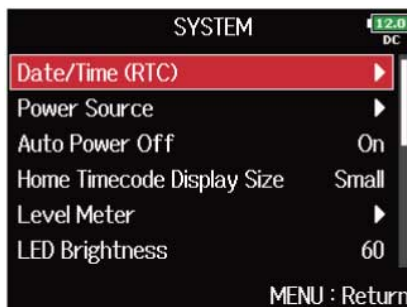 SYSTEM
12.0
DC
Date/Time (RTC)
Power Source
Auto Power Off On
Home Timecode Display Size Small
Level Meter
LED Brightness 60
MENU : Return